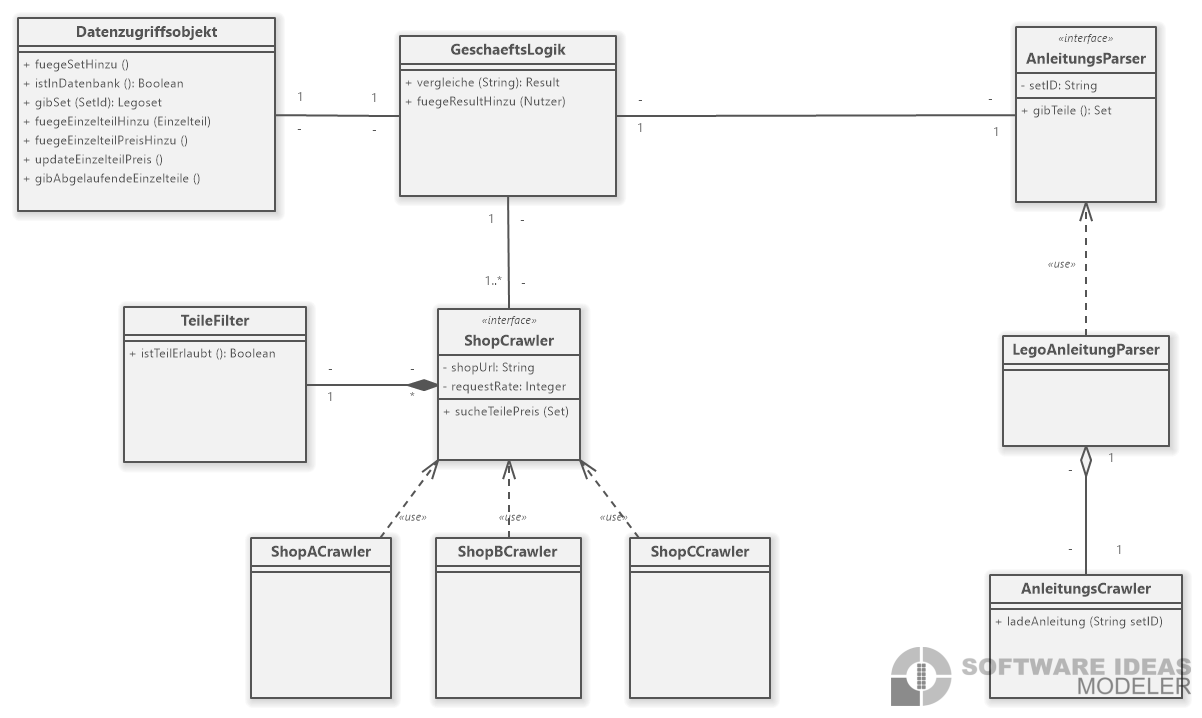 Datenzugriffsobjekt
+ fuegeSetHinzu ()
+ istInDatenbank (): Boolean
+ gibSet (SetId): Legoset
+ fuegeEinzelteilHinzu (Einzelteil)
+ fuegeEinzelteilPreisHinzu ()
+ updateEinzelteilPreis ()
+ gibAbgelaufendeEinzelteile ()
1
-
1
-
GeschaeftsLogik
+ vergleiche (String): Result
+ fuegeResultHinzu (Nutzer)
-
1
-
1
«interface»
AnleitungsParser
- setID: String
+ gibTeile (): Set
1
-
1..*
-
«use»
TeileFilter
+ istTeilErlaubt (): Boolean
-
1
-
*
«interface»
ShopCrawler
- shopUrl: String
- requestRate: Integer
+ sucheTeilePreis (Set)
LegoAnleitungParser
-
1
«use»
«use»
«use»
ShopACrawler
ShopBCrawler
ShopCCrawler
-
1
AnleitungsCrawler
+ ladeAnleitung (String setID)
SOFTWARE IDEAS
MODELER